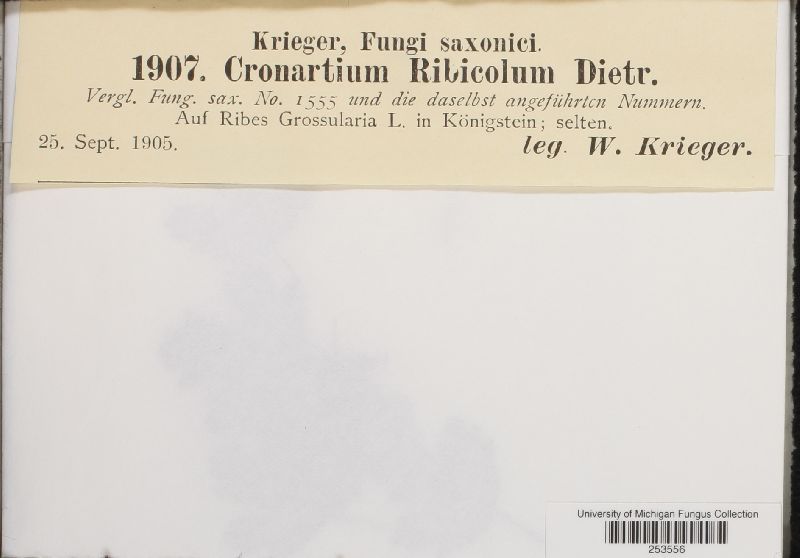 Krieger, Fungi saxonici.
1907. Cronartium Ribicolum Dietr.
Vergl. Fung. sax. No. 1555 und die daselbst angeführten Nummern.
Auf Ribes Grossularia L. in Königstein; selten.
25. Sept. 1905. leg. W. Krieger.
University of Michigan Fungus Collection
253556